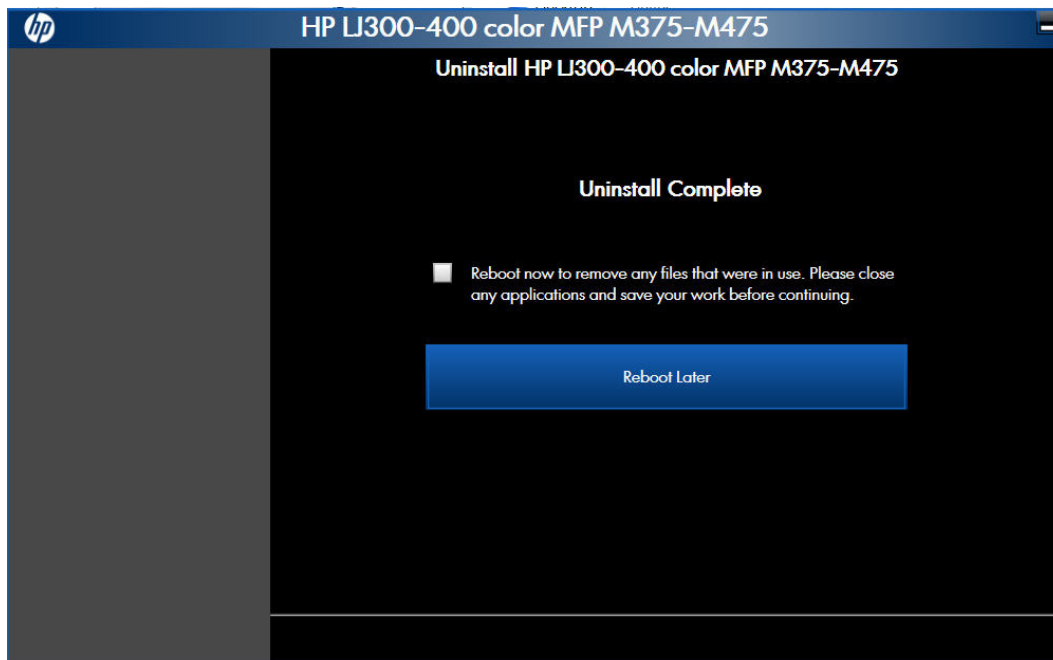 hp
HP LJ300-400 color MFP M375-M475
Uninstall HP LJ300-400 color MFP M375-M475
Uninstall Complete
Reboot now to remove any files that were in use. Please close
any applications and save your work before continuing.
Reboot Later